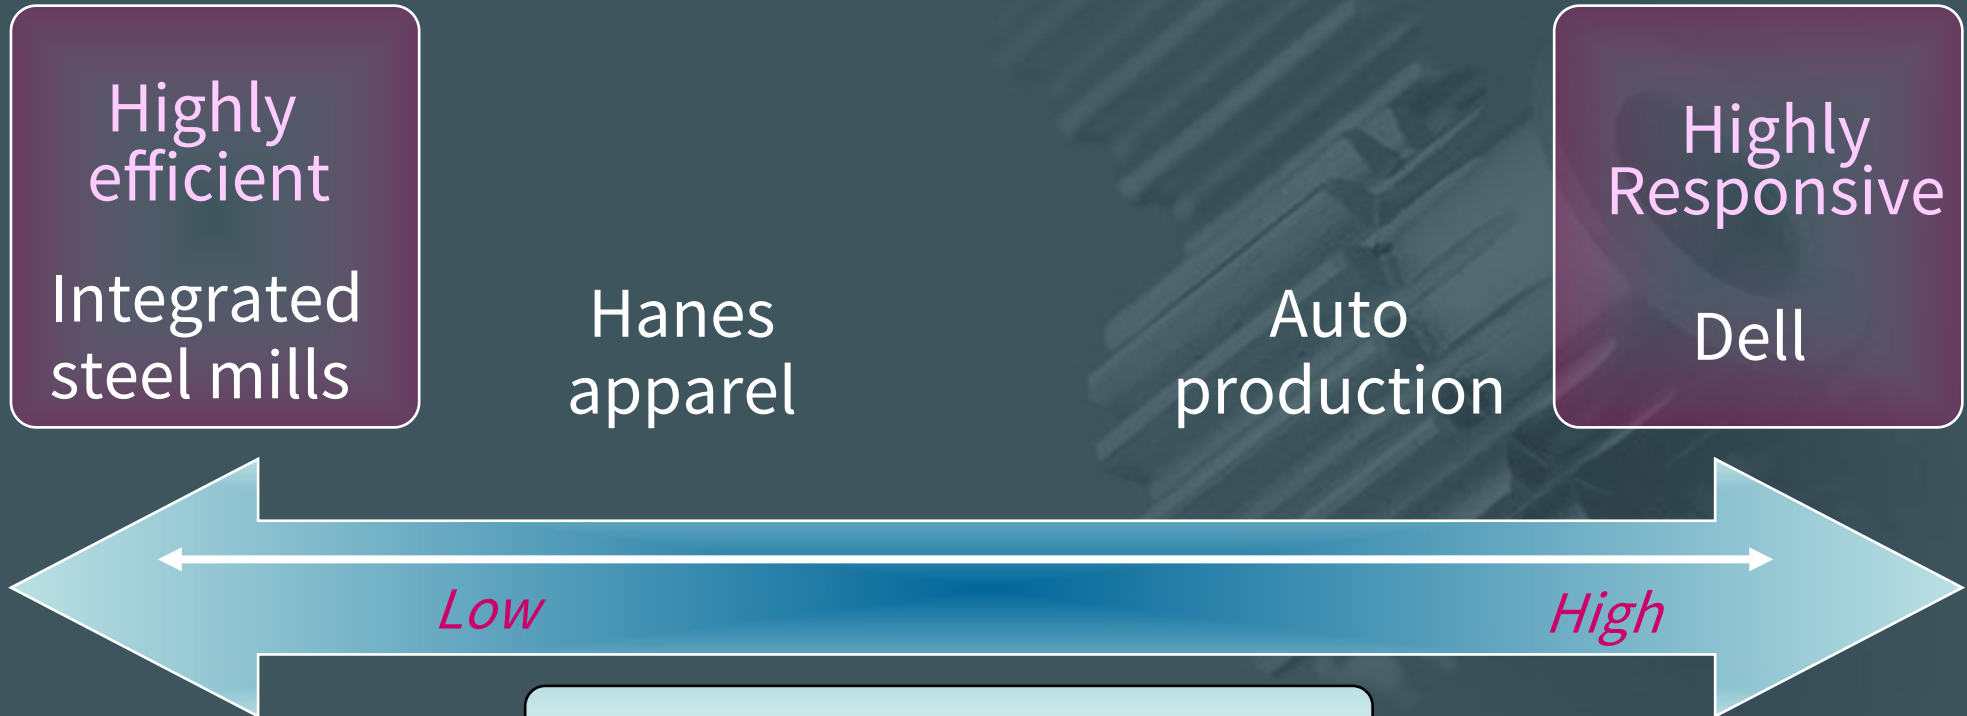 Highly
efficient
Integrated
steel mills
Hanes
apparel
Auto
production
Highly
Responsive
Dell
Low
High